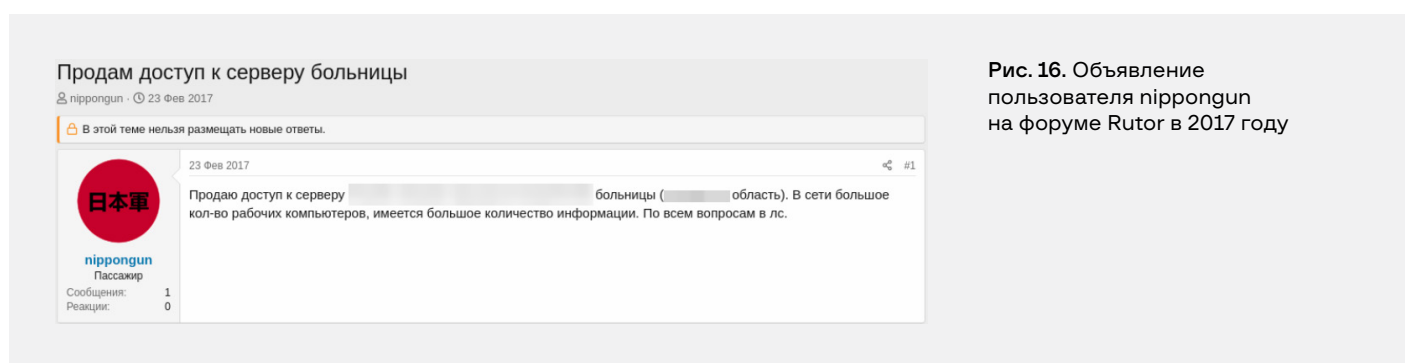 Продам доступ к серверу больницы
nippongun · 23 Фев 2017
В этой теме нельзя размещать новые ответы.
23 Фев 2017
#1
日本軍
Продаю доступ к серверу больницы ( область). В сети большое
кол-во рабочих компьютеров, имеется большое количество информации. По всем вопросам в лс.
nippongun
Пассажир
Сообщения: 1
Реакции: 0
Рис. 16. Объявление
пользователя nippongun
на форуме Rutor в 2017 году